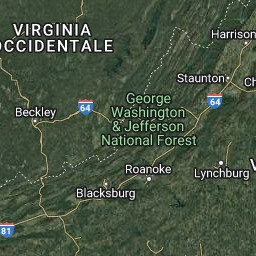 VIRGINIA
OCCIDENTALE
Harrison
Staunton
Ch
George
Washington
& Jefferson
National Forest
64
64
Beckley
Roanoke
Lynchburg
V
Blacksburg
81